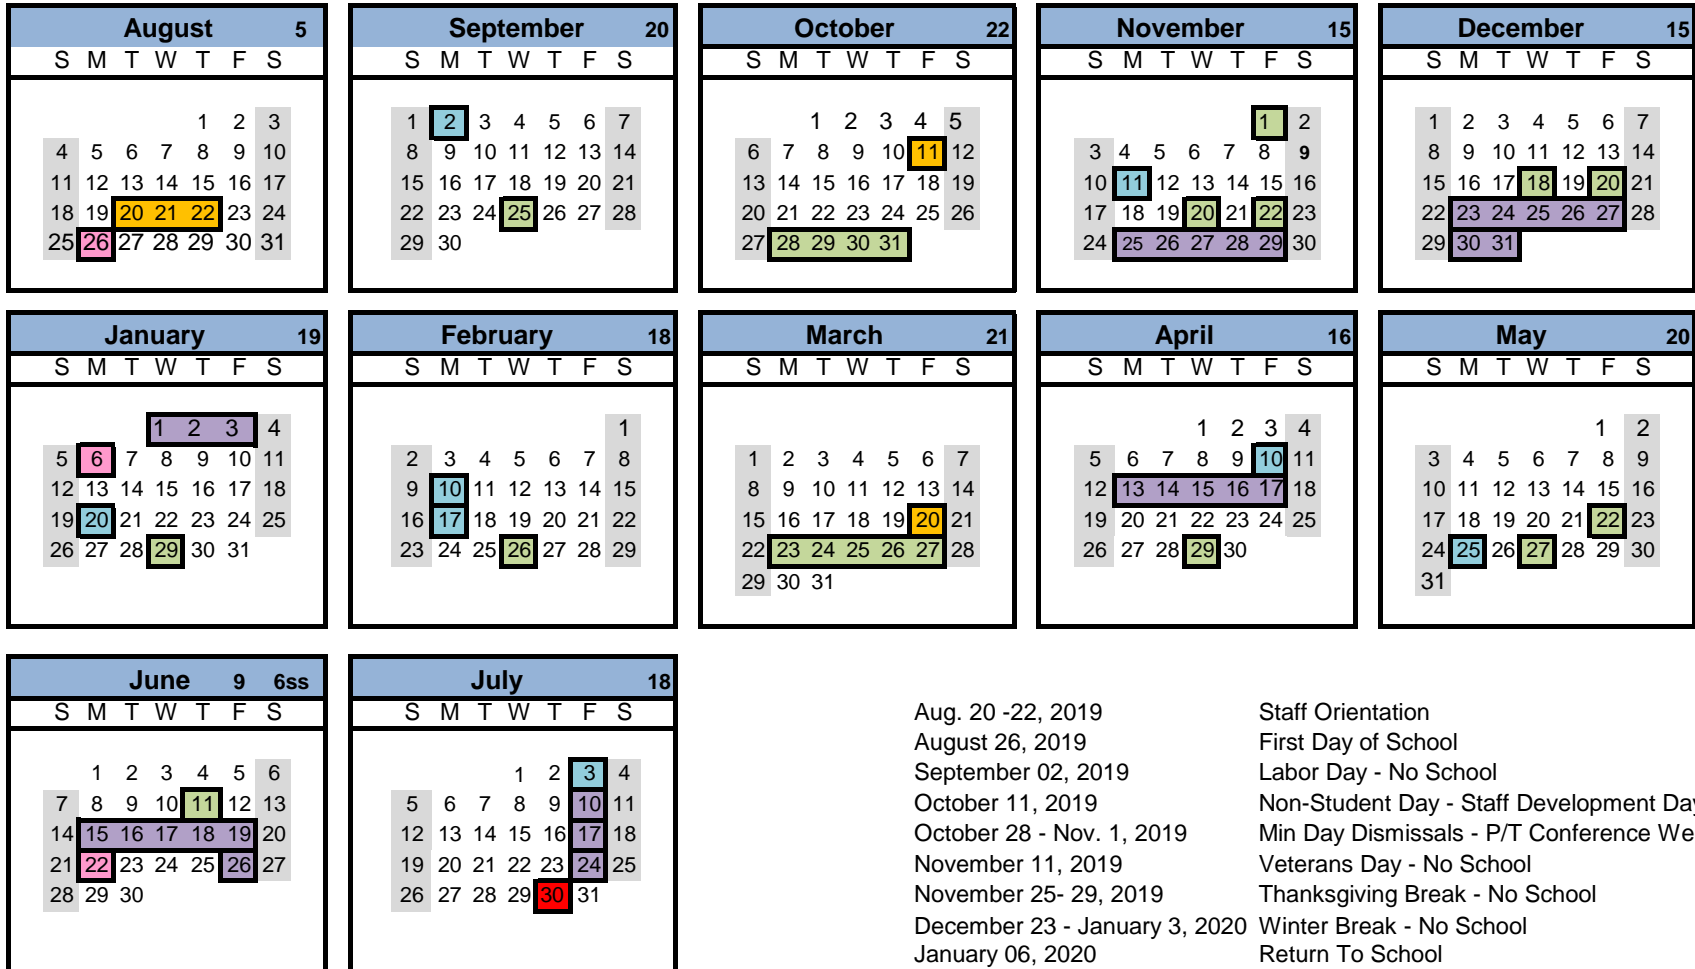 August 5
S M T W T F S
1 2 3
4 5 6 7 8 9 10
11 12 13 14 15 16 17
18 19 20 21 22 23 24
25 26 27 28 29 30 31
September 20
S M T W T F S
1 2 3 4 5 6 7
8 9 10 11 12 13 14
15 16 17 18 19 20 21
22 23 24 25 26 27 28
29 30
October 22
S M T W T F S
1 2 3 4 5
6 7 8 9 10 11 12
13 14 15 16 17 18 19
20 21 22 23 24 25 26
27 28 29 30 31
November 15
S M T W T F S
1 2
3 4 5 6 7 8 9
10 11 12 13 14 15 16
17 18 19 20 21 22 23
24 25 26 27 28 29 30
December 15
S M T W T F S
1 2 3 4 5 6 7
8 9 10 11 12 13 14
15 16 17 18 19 20 21
22 23 24 25 26 27 28
29 30 31
January 19
S M T W T F S
1 2 3 4
5 6 7 8 9 10 11
12 13 14 15 16 17 18
19 20 21 22 23 24 25
26 27 28 29 30 31
February 18
S M T W T F S
1
2 3 4 5 6 7 8
9 10 11 12 13 14 15
16 17 18 19 20 21 22
23 24 25 26 27 28 29
March 21
S M T W T F S
1 2 3 4 5 6 7
8 9 10 11 12 13 14
15 16 17 18 19 20 21
22 23 24 25 26 27 28
29 30 31
April 16
S M T W T F S
1 2 3 4
5 6 7 8 9 10 11
12 13 14 15 16 17 18
19 20 21 22 23 24 25
26 27 28 29 30
May 20
S M T W T F S
1 2
3 4 5 6 7 8 9
10 11 12 13 14 15 16
17 18 19 20 21 22 23
24 25 26 27 28 29 30
31
June 9 6ss
S M T W T F S
1 2 3 4 5 6
7 8 9 10 11 12 13
14 15 16 17 18 19 20
21 22 23 24 25 26 27
28 29 30
July 18
S M T W T F S
1 2 3 4
5 6 7 8 9 10 11
12 13 14 15 16 17 18
19 20 21 22 23 24 25
26 27 28 29 30 31
Aug. 20 -22, 2019 Staff Orientation
August 26, 2019 First Day of School
September 02, 2019 Labor Day - No School
October 11, 2019 Non-Student Day - Staff Development Day
October 28 - Nov. 1, 2019 Min Day Dismissals - P/T Conference We
November 11, 2019 Veterans Day - No School
November 25- 29, 2019 Thanksgiving Break - No School
December 23 - January 3, 2020 Winter Break - No School
January 06, 2020 Return To School